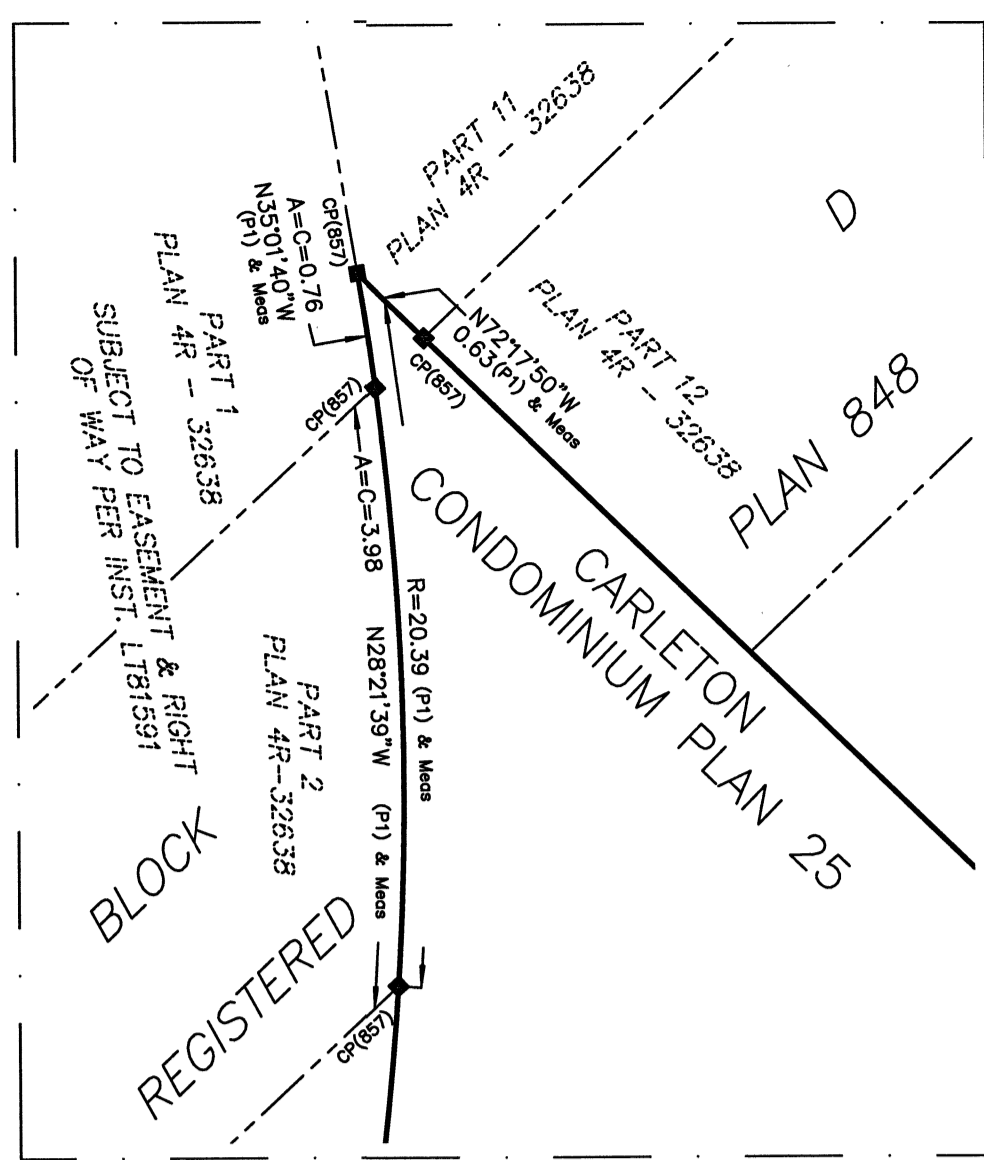 PART 11
PLAN 4R -- 32638
D
CP(857)
A=C=0.76
N35°01'40"W
(P1) & Meas
N72°17'50"W
0.63(P1) & Meas
CP(857)
PART 12
PLAN 4R -- 32638
PLAN 848
PART 1
PLAN 4R -- 32638
SUBJECT TO EASEMENT & RIGHT
OF WAY PER INST. LT81591
CP(857)
A=C=3.98 N28°21'39"W (P1) & Meas
R=20.39 (P1) & Meas
CARLETON
CONDOMINIUM PLAN 25
PART 2
PLAN 4R--32638
BLOCK
REGISTERED
CP(857)